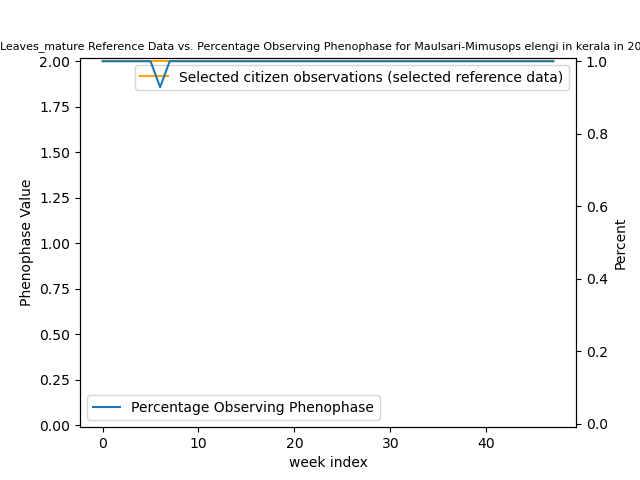 Leaves_mature Reference Data vs. Percentage Observing Phenophase for Maulsari-Mimusops elengi in kerala in 20
Selected citizen observations (selected reference data)
Percentage Observing Phenophase
Phenophase Value
2.00
1.75
1.50
1.25
1.00
0.75
0.50
0.25
0.00
1.0
0.8
0.6
0.4
0.2
0.0
Percent
0 10 20 30 40
week index